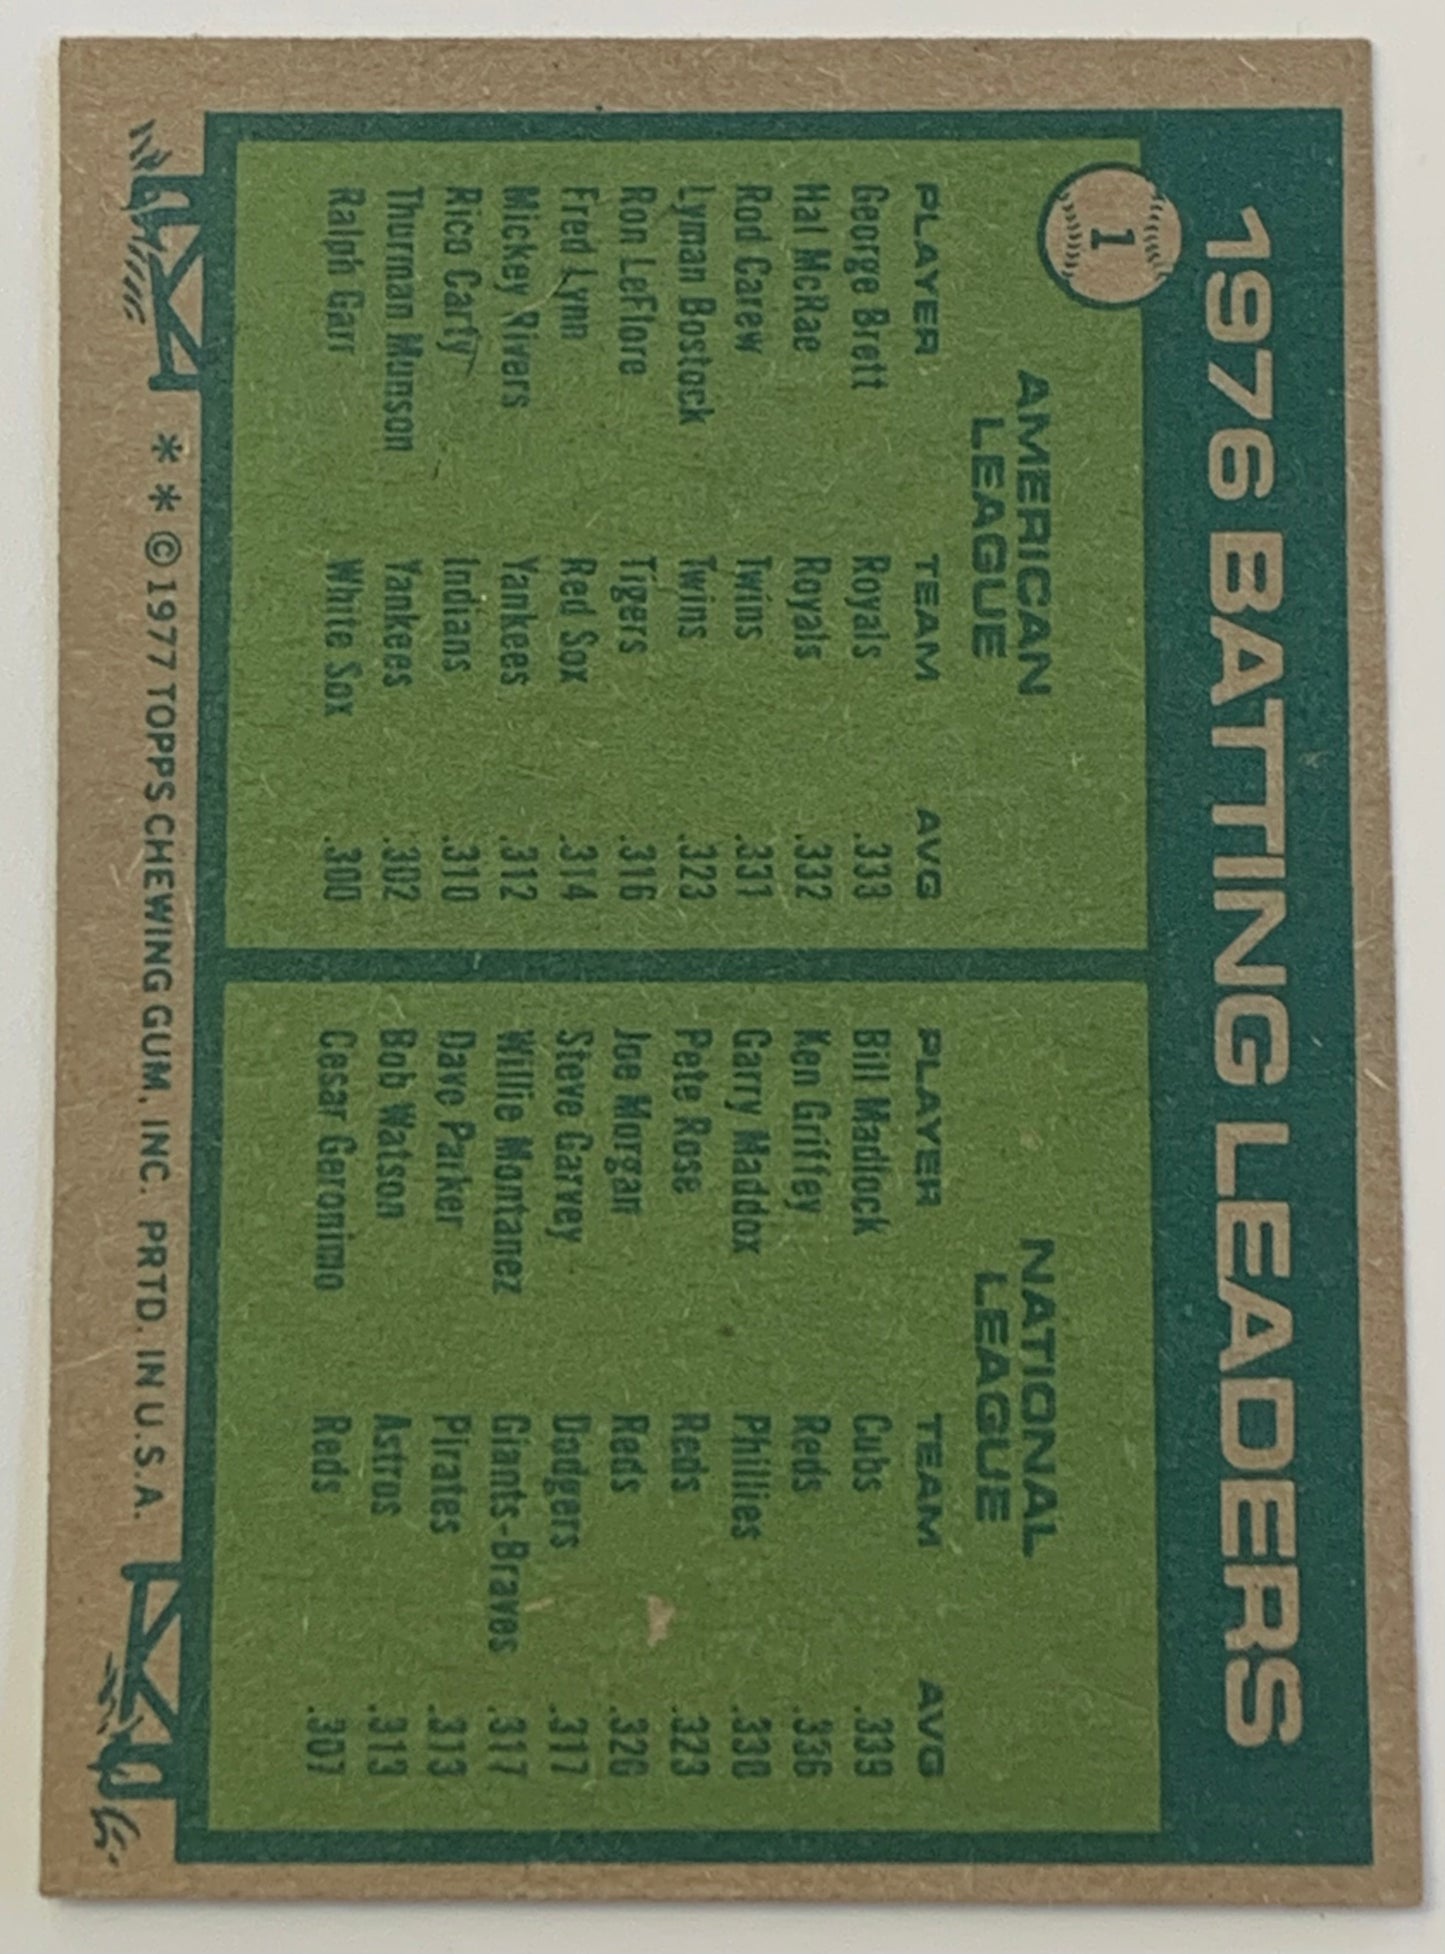 1976 BATTING LEADERS
1
AMERICAN
LEAGUE
PLAYER TEAM AVG
George Brett Royals .333
Hal McRae Royals .332
Rod Carew Twins .331
Lyman Bostock Twins .323
Ron LeFlore Tigers .316
Fred Lynn Red Sox .314
Mickey Rivers Yankees .312
Rico Carty Indians .310
Thurman Munson Yankees .302
Ralph Garr White Sox .300
NATIONAL
LEAGUE
PLAYER TEAM AVG
Bill Madlock Cubs .339
Ken Griffey Reds .336
Garry Maddox Phillies .330
Pete Rose Reds .323
Joe Morgan Reds .320
Steve Garvey Dodgers .317
Willie Montanez Giants-Braves .317
Dave Parker Pirates .313
Bob Watson Astros .313
Cesar Geronimo Reds .307
* * © 1977 TOPPS CHEWING GUM, INC. PRTD. IN U.S.A.